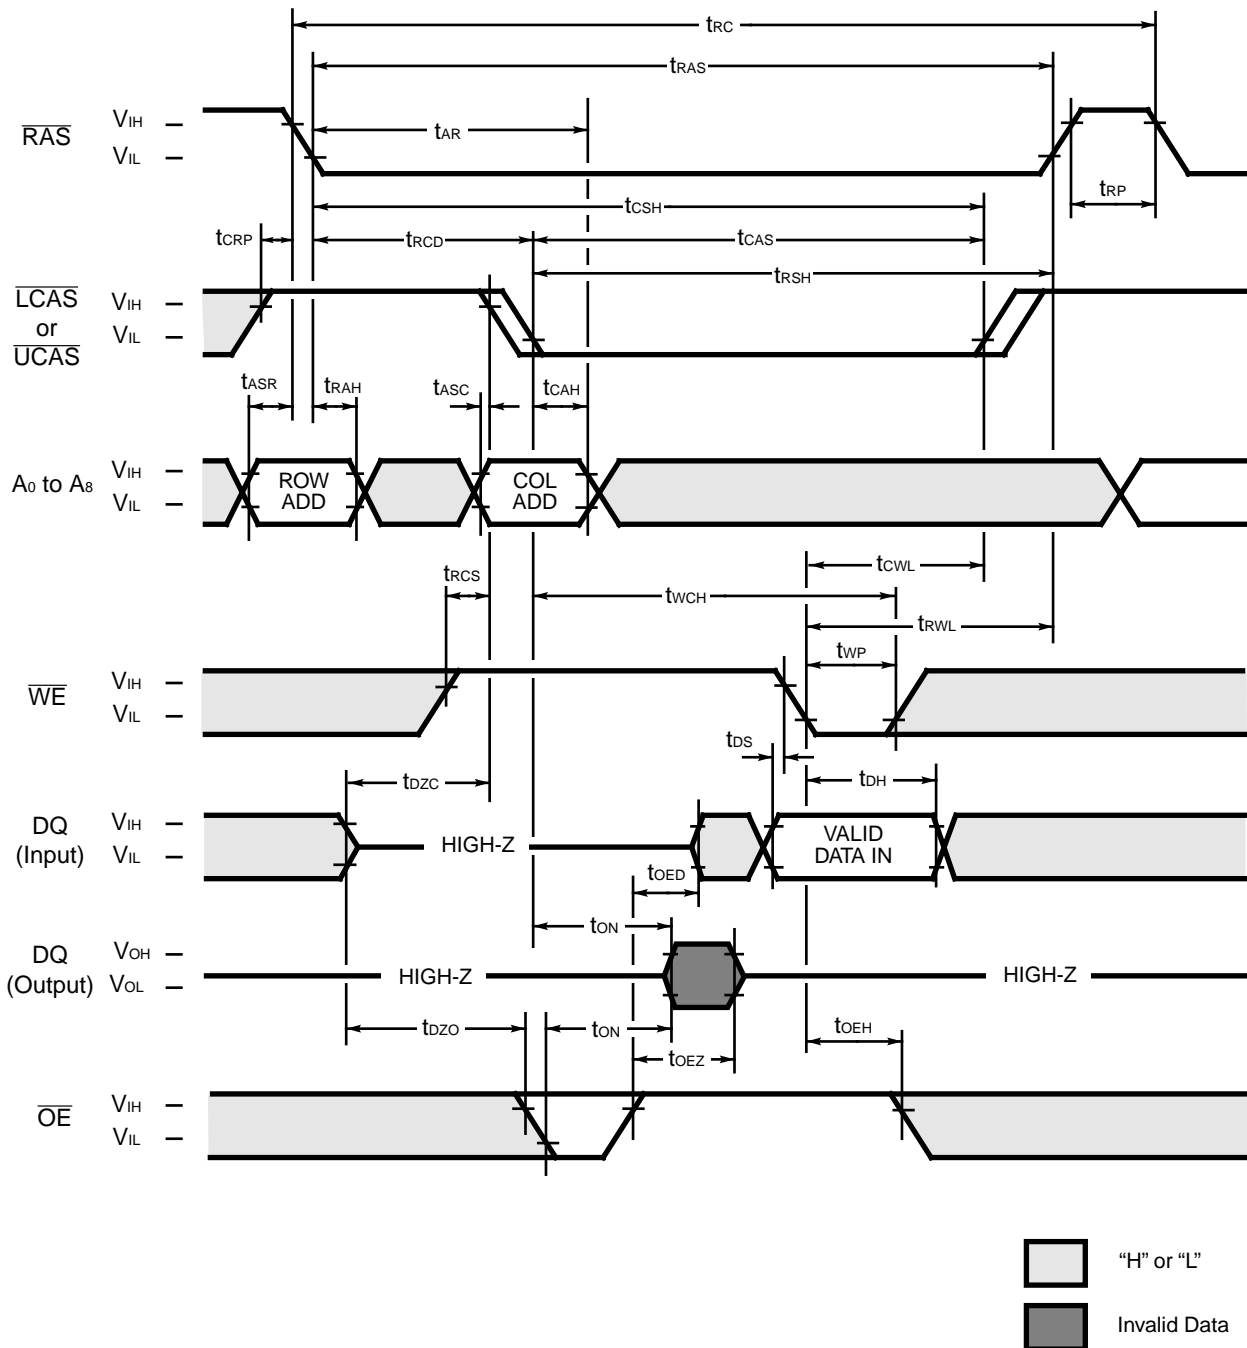 tRC
tRAS
RAS
VIH
VIL
tAR
tRP
tCSH
tCRP
tRCD
tCAS
tRSH
LCAS
or
UCAS
VIH
VIL
tASR
tRAH
tASC
tCAH
A0 to A8
VIH
VIL
ROW
ADD
COL
ADD
tCWL
tRCS
tWCH
tRWL
tWP
WE
VIH
VIL
tDS
tDZC
tDH
DQ
(Input)
VIH
VIL
HIGH-Z
VALID
DATA IN
tOED
tON
DQ
(Output)
VOH
VOL
HIGH-Z
HIGH-Z
tDZO
tON
tOEZ
tOEH
OE
VIH
VIL
“H” or “L”
Invalid Data